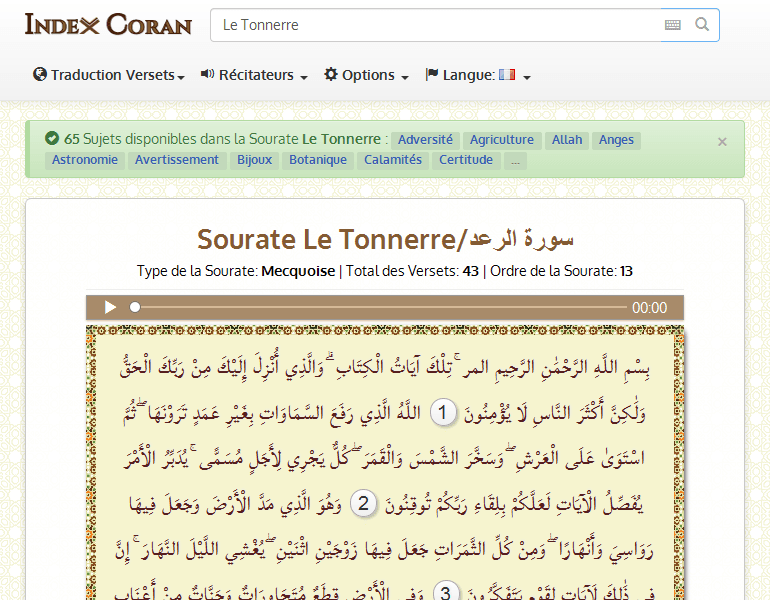 Index Coran
Le Tonnerre
Traduction Versets Récitateurs Options Langue:
65 Sujets disponibles dans la Sourate Le Tonnerre : Adversité Agriculture Allah Anges ×
Astronomie Avertissement Bijoux Botanique Calamités Certitude ...
Sourate Le Tonnerre/سورة الرعد
Type de la Sourate: Mecquoise | Total des Versets: 43 | Ordre de la Sourate: 13
00:00
بِسْمِ اللَّهِ الرَّحْمَٰنِ الرَّحِيمِ المر ۚ تِلْكَ آيَاتُ الْكِتَابِ ۗ وَالَّذِي أُنْزِلَ إِلَيْكَ مِنْ رَبِّكَ الْحَقُّ
وَلَٰكِنَّ أَكْثَرَ النَّاسِ لَا يُؤْمِنُونَ 1 اللَّهُ الَّذِي رَفَعَ السَّمَاوَاتِ بِغَيْرِ عَمَدٍ تَرَوْنَهَا ۖ ثُمَّ
اسْتَوَىٰ عَلَى الْعَرْشِ ۖ وَسَخَّرَ الشَّمْسَ وَالْقَمَرَ ۖ كُلٌّ يَجْرِي لِأَجَلٍ مُسَمًّى ۚ يُدَبِّرُ الْأَمْرَ
يُفَصِّلُ الْآيَاتِ لَعَلَّكُمْ بِلِقَاءِ رَبِّكُمْ تُوقِنُونَ 2 وَهُوَ الَّذِي مَدَّ الْأَرْضَ وَجَعَلَ فِيهَا
رَوَاسِيَ وَأَنْهَارًا ۖ وَمِنْ كُلِّ الثَّمَرَاتِ جَعَلَ فِيهَا زَوْجَيْنِ اثْنَيْنِ ۖ يُغْشِي اللَّيْلَ النَّهَارَ ۚ إِنَّ
فِي ذَٰلِكَ لَآيَاتٍ لِقَوْمٍ يَتَفَكَّرُونَ 3 وَفِي الْأَرْضِ قِطَعٌ مُتَجَاوِرَاتٌ وَجَنَّاتٌ مِنْ أَعْنَابٍ